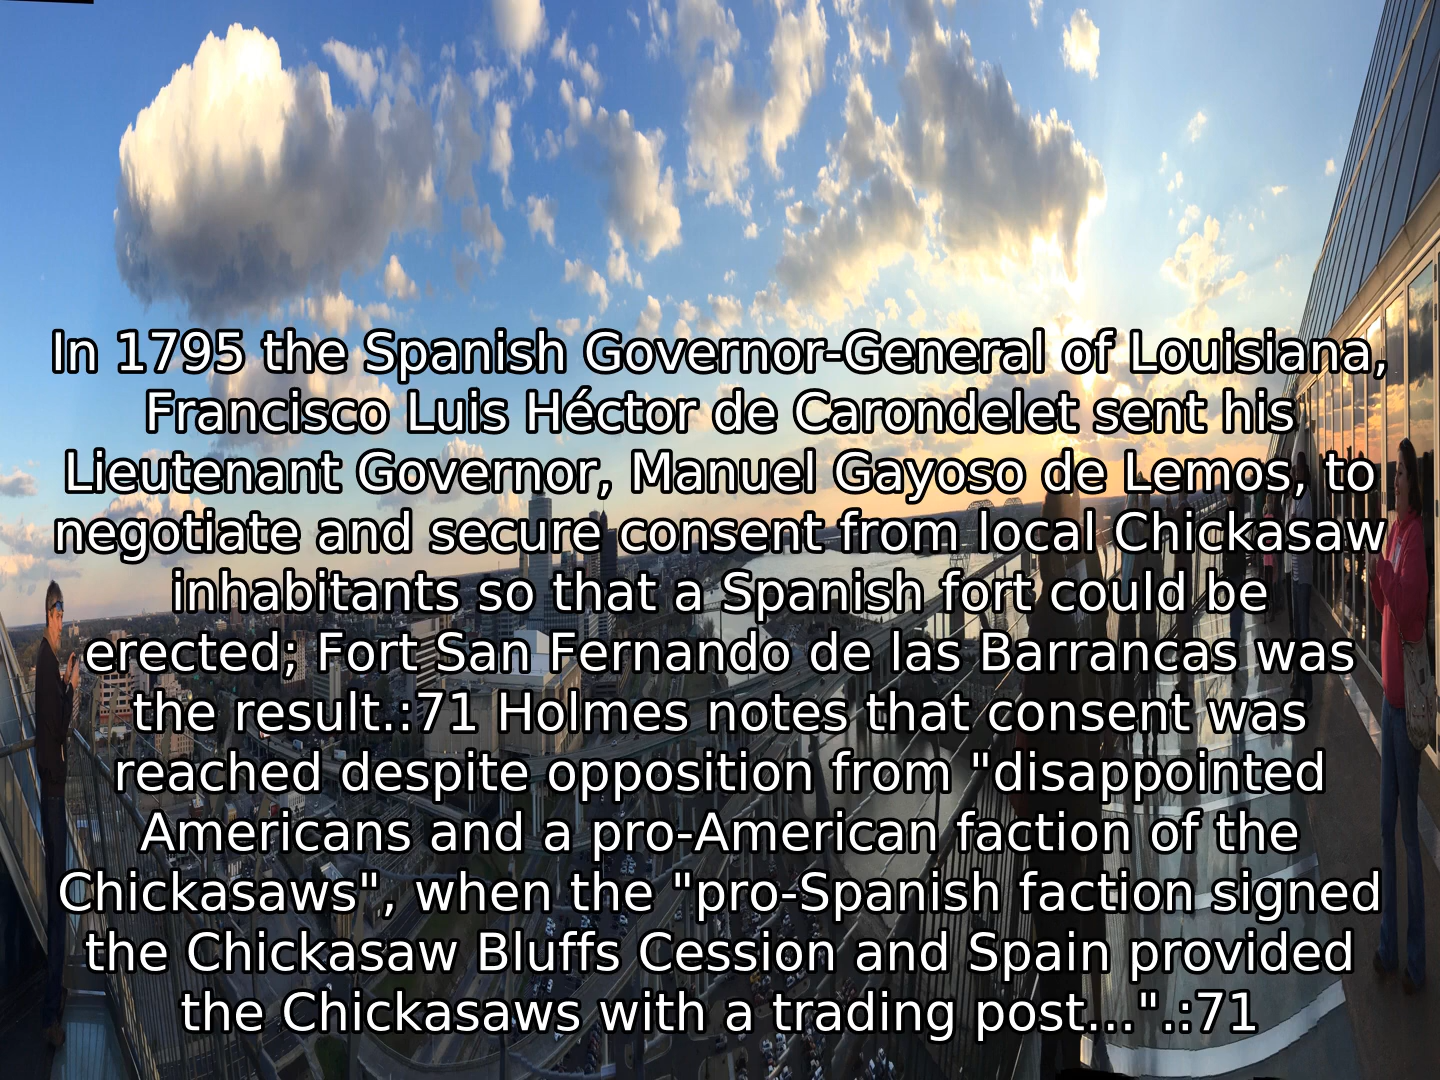 In 1795 the Spanish Governor-General of Louisiana,
Francisco Luis Héctor de Carondelet sent his
Lieutenant Governor, Manuel Gayoso de Lemos, to
negotiate and secure consent from local Chickasaw
inhabitants so that a Spanish fort could be
erected; Fort San Fernando de las Barrancas was
the result.:71 Holmes notes that consent was
reached despite opposition from "disappointed
Americans and a pro-American faction of the
Chickasaws", when the "pro-Spanish faction signed
the Chickasaw Bluffs Cession and Spain provided
the Chickasaws with a trading post...".:71